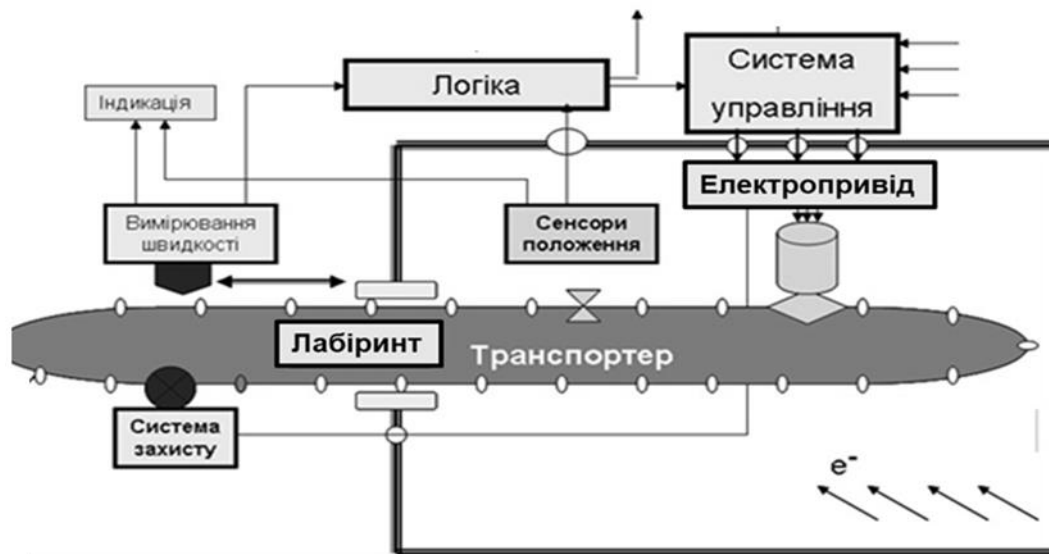 Логіка
Система
управління
Індикація
Електропривід
Вимірювання
швидкості
Сенсори
положення
Лабіринт
Транспортер
Система
захисту
e-